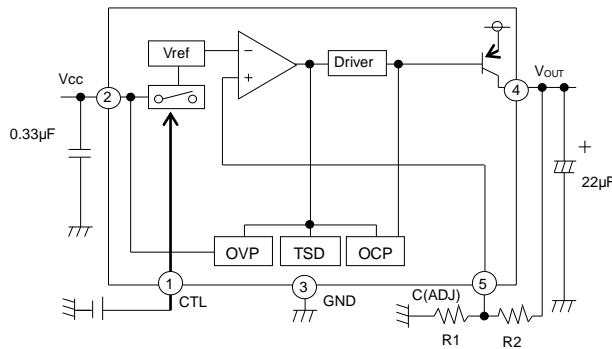 Vref
−
+
Driver
Vcc
2
VOUT
4
0.33µF
+
22µF
OVP
TSD
OCP
1
CTL
3
GND
C(ADJ)
5
R1
R2